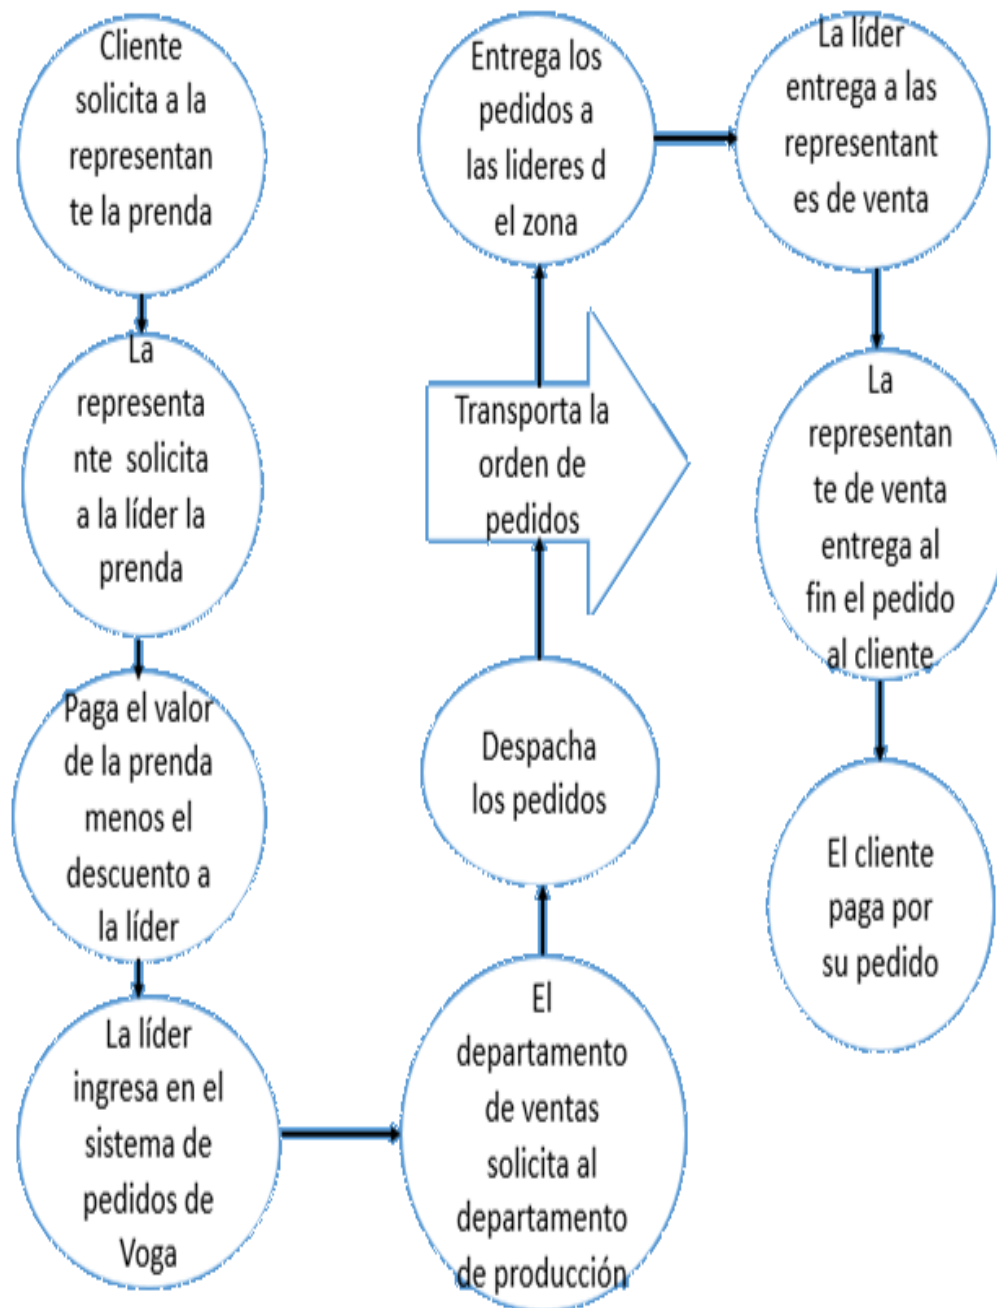 Cliente
solicita a la
representan
te la prenda
La
representa
nte solicita
a la líder la
prenda
Paga el valor
de la prenda
menos el
descuento a
la líder
La líder
ingresa en el
sistema de
pedidos de
Voga
El
departamento
de ventas
solicita al
departamento
de producción
Despacha
los pedidos
Transporta la
orden de
pedidos
Entrega los
pedidos a
las lideres d
el zona
La líder
entrega a las
representant
es de venta
La
representan
te de venta
entrega al
fin el pedido
al cliente
El cliente
paga por
su pedido